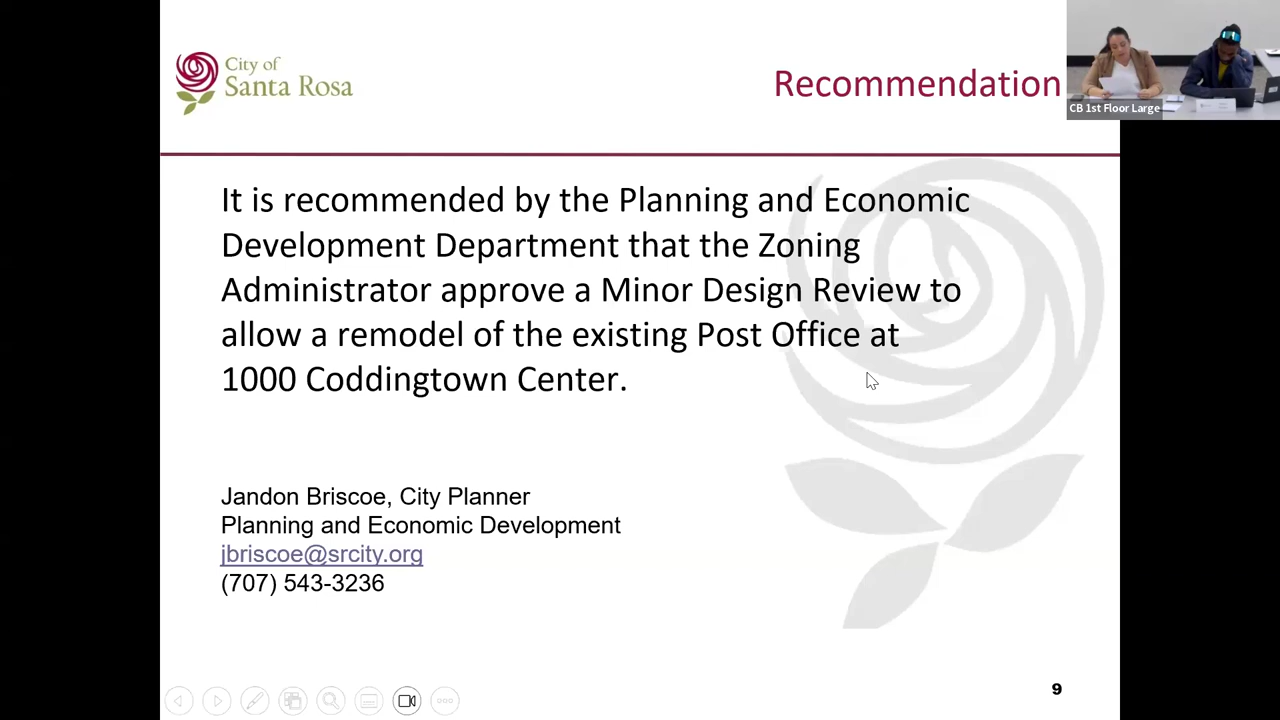 City of
Santa Rosa
Recommendation
CB 1st Floor Large
It is recommended by the Planning and Economic
Development Department that the Zoning
Administrator approve a Minor Design Review to
allow a remodel of the existing Post Office at
1000 Coddingtown Center.
Jandon Briscoe, City Planner
Planning and Economic Development
jbriscoe@srcity.org
(707) 543-3236
9